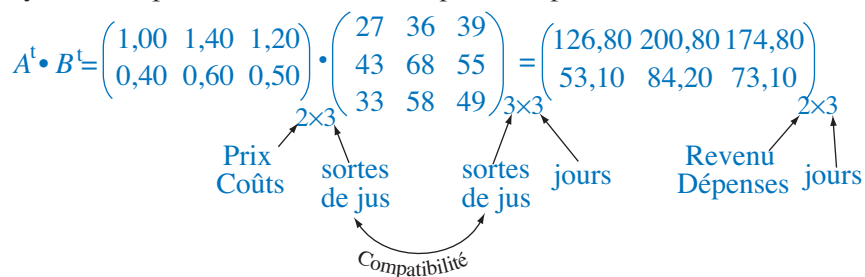 1,00 1,40 1,20 27 36 39 126,80 200,80 174,80
Aᵗ • Bᵗ= • 43 68 55 =
0,40 0,60 0,50 33 58 49 53,10 84,20 73,10
2×3 3×3 2×3
Prix sortes sortes jours Revenu jours
Coûts de jus de jus Dépenses
Compatibilité